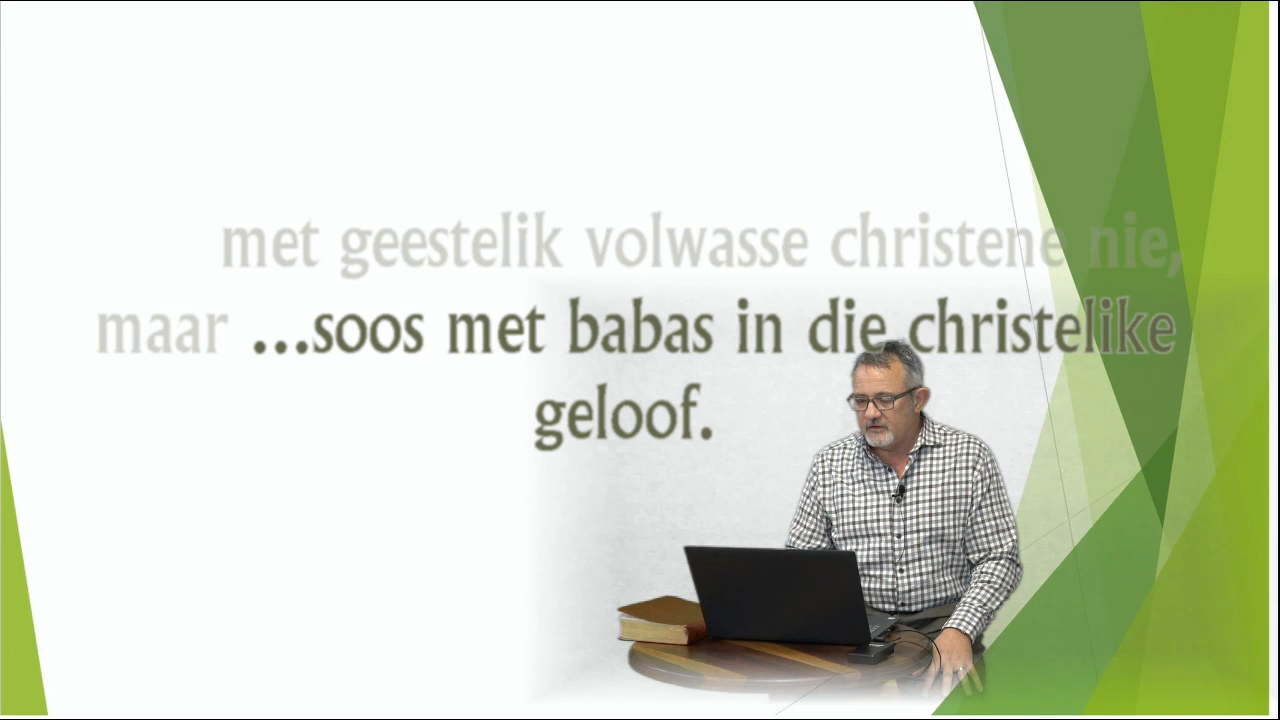 met geestelik volwasse christene nie,
maar ...soos met babas in die christelike
geloof.